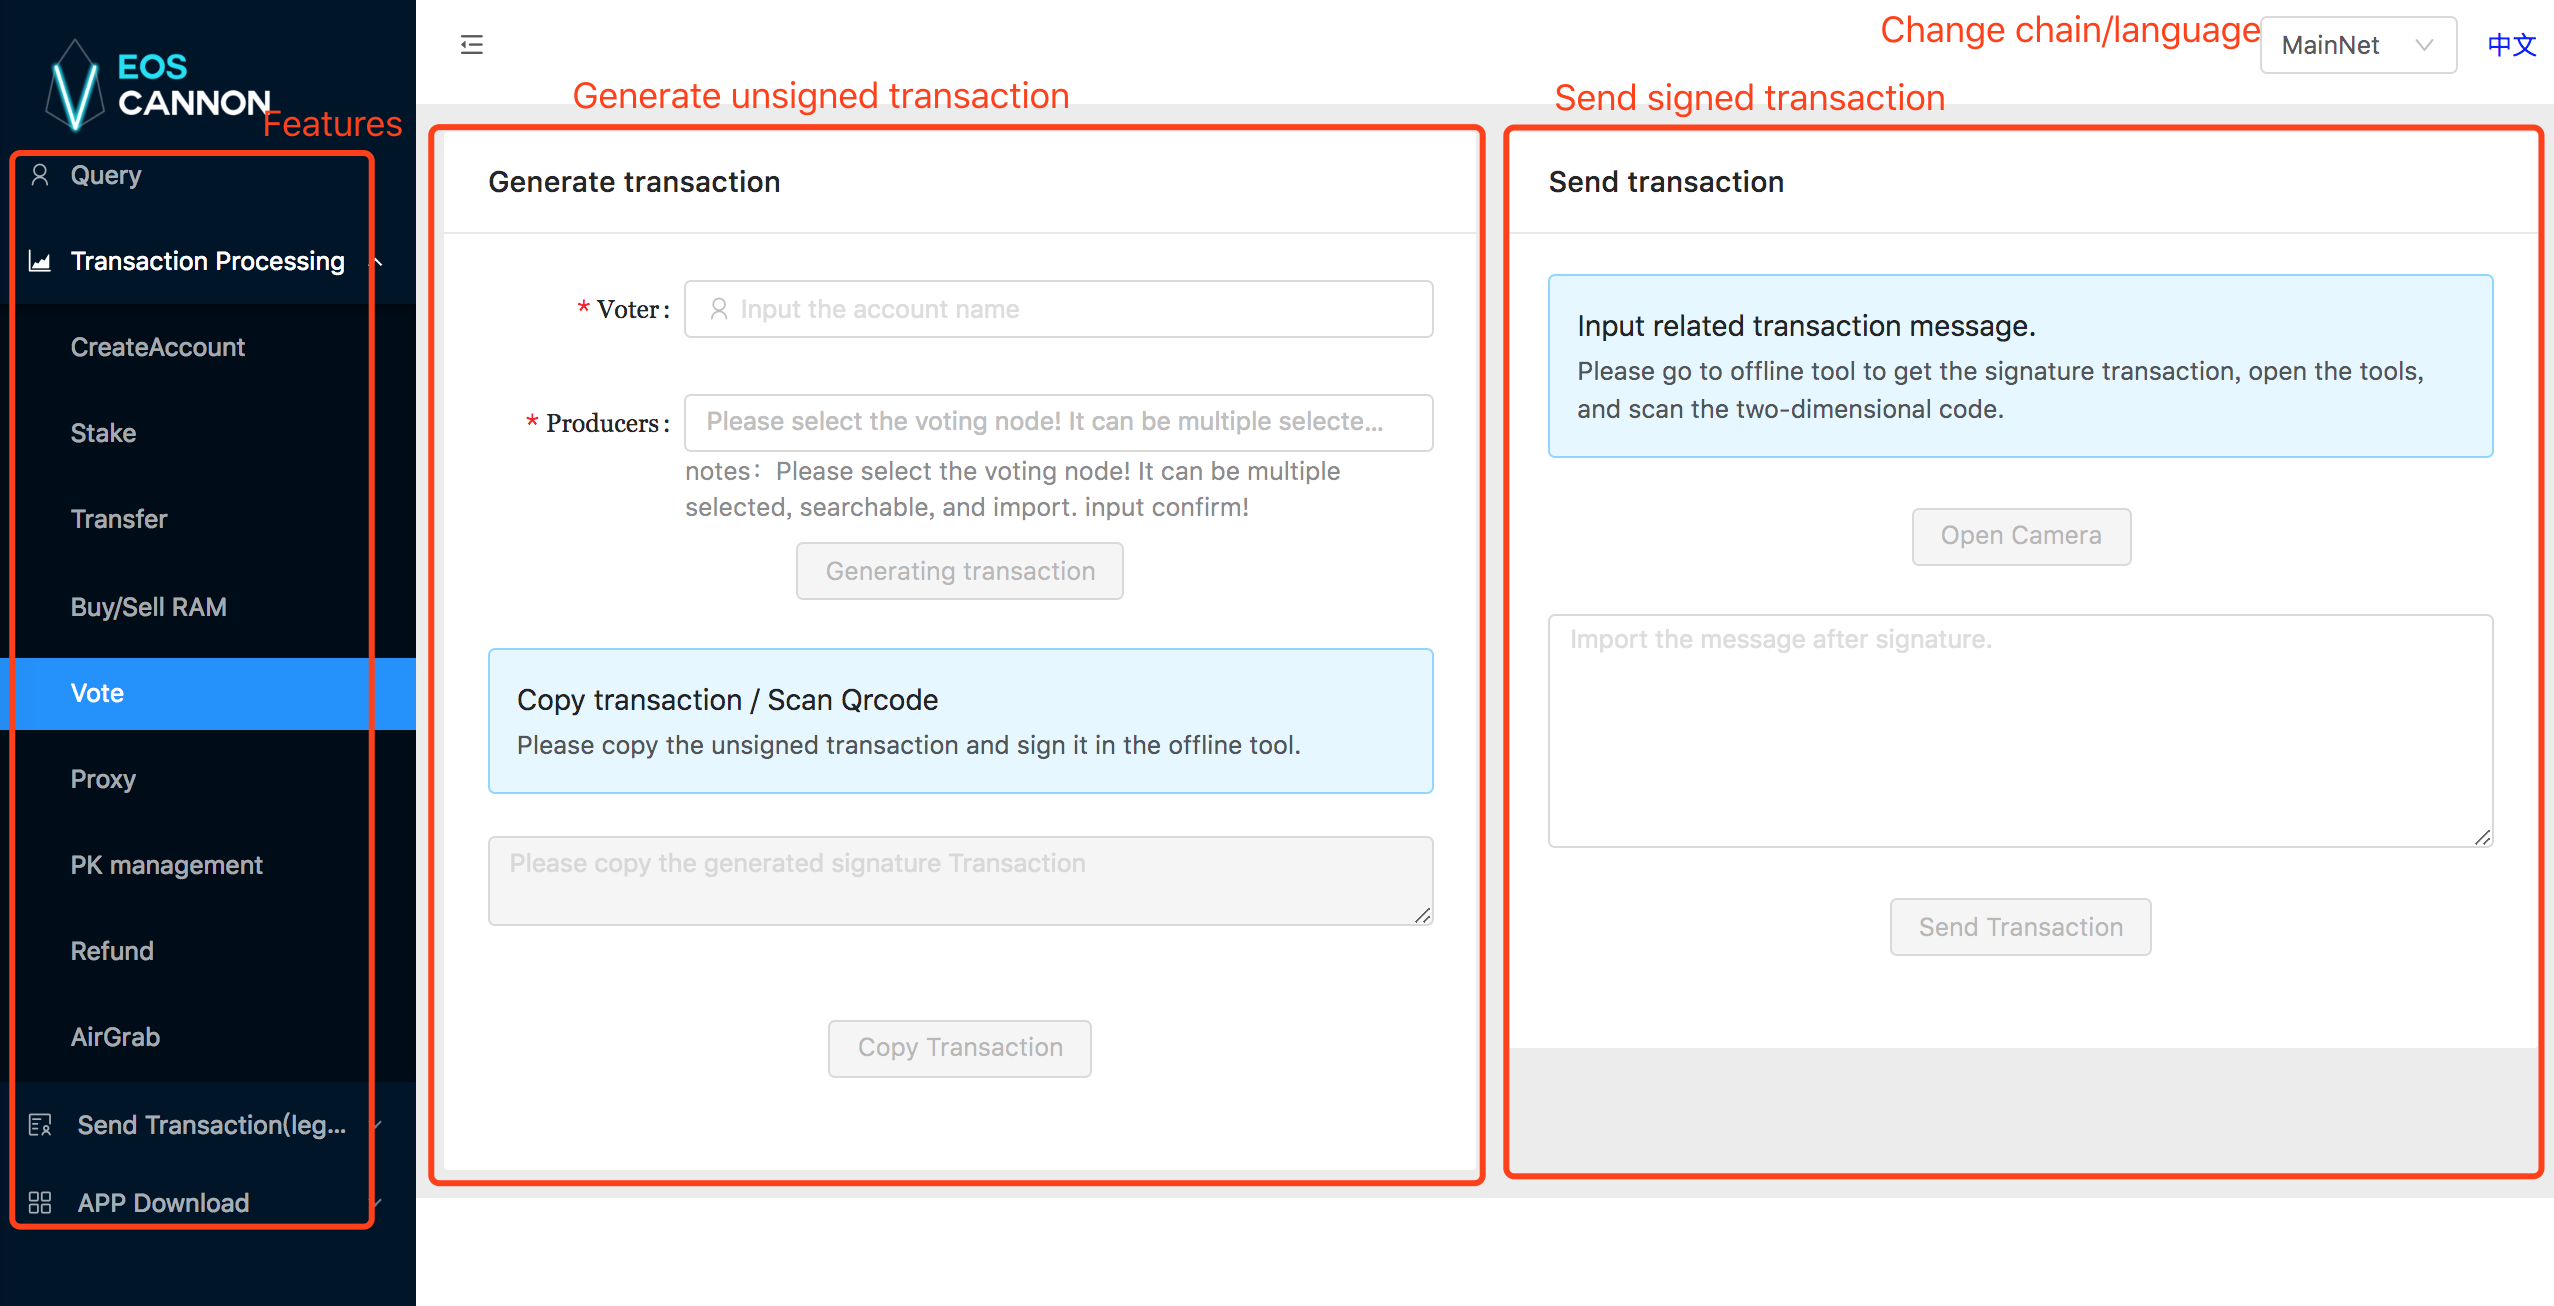 EOS
CANNON
Features
Query
Transaction Processing
CreateAccount
Stake
Transfer
Buy/Sell RAM
Vote
Proxy
PK management
Refund
AirGrab
Send Transaction(leg...
APP Download
Change chain/language
MainNet
中文
Generate unsigned transaction
Generate transaction
* Voter:
Input the account name
* Producers:
Please select the voting node! It can be multiple selecte...
notes：Please select the voting node! It can be multiple
selected, searchable, and import. input confirm!
Generating transaction
Copy transaction / Scan Qrcode
Please copy the unsigned transaction and sign it in the offline tool.
Please copy the generated signature Transaction
Copy Transaction
Send signed transaction
Send transaction
Input related transaction message.
Please go to offline tool to get the signature transaction, open the tools,
and scan the two-dimensional code.
Open Camera
Import the message after signature.
Send Transaction